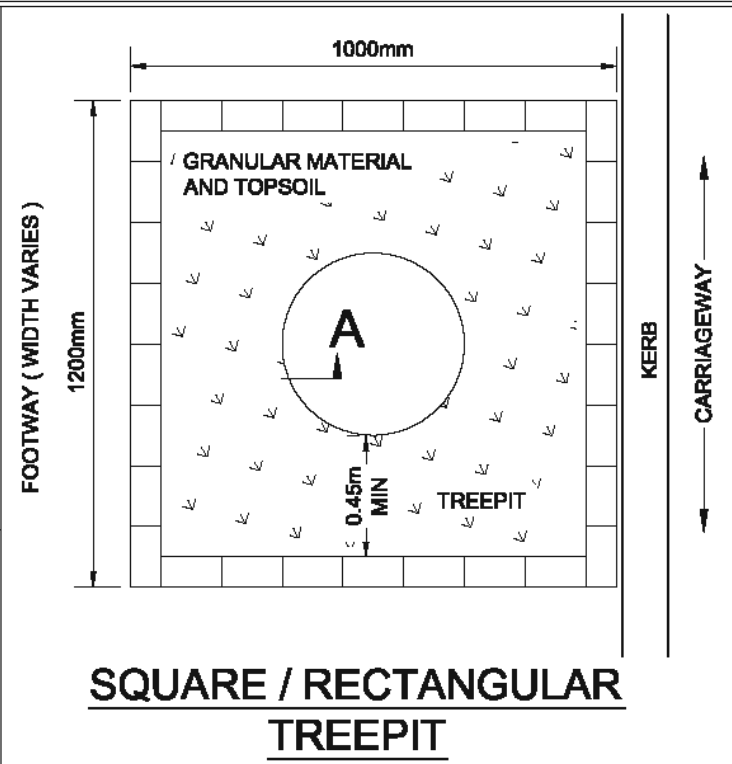 1000mm
GRANULAR MATERIAL
AND TOPSOIL
FOOTWAY ( WIDTH VARIES )
1200mm
A
KERB
CARRIAGEWAY
0.45m
MIN
TREEPIT
SQUARE / RECTANGULAR
TREEPIT